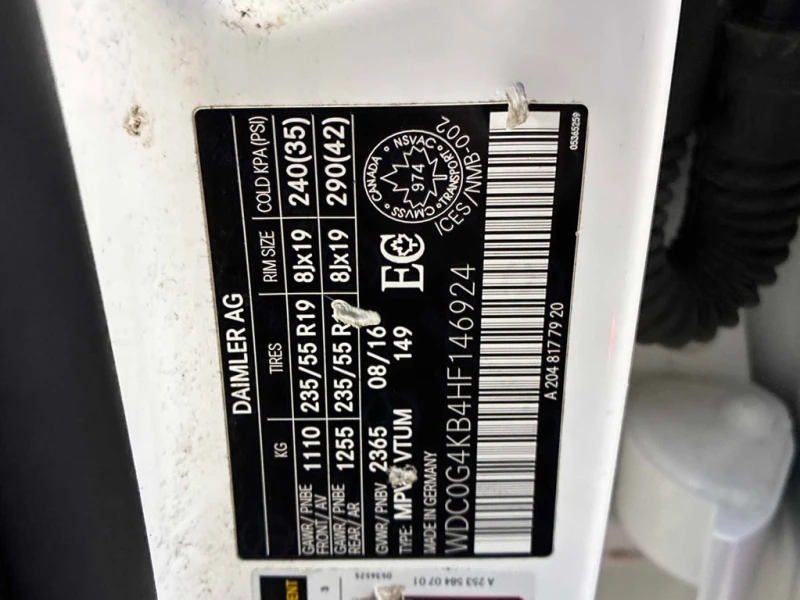 DAIMLER AG
KG TIRES RIM SIZE COLD KPA (PSI)
GAWR / PNBE
FRONT / AV 1110 235/55 R19 8Jx19 240(35)
GAWR / PNBE
REAR / AR 1255 235/55 8Jx19 290(42)
GVWR / PNBV 2365 08/16
TYPE: VTUM 149
MADE IN GERMANY
EC
CANADA NSVAC
974
CMVSS TRANSPORT
/CES/NMB-002
WDC0G4KB4HF146924
A 204 817 79 20
05365259
3
A 253 584 07 01